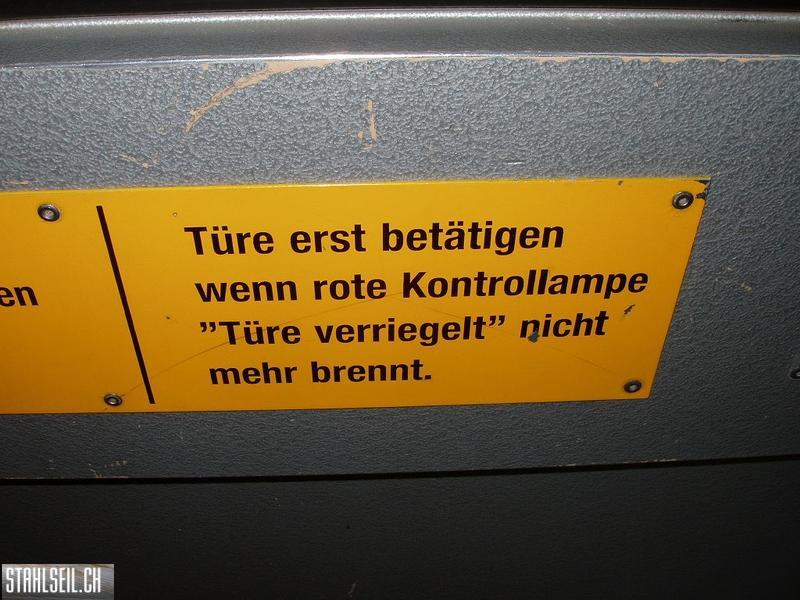 en
Türe erst betätigen
wenn rote Kontrollampe
”Türe verriegelt” nicht
mehr brennt.
STAHLSEIL.CH